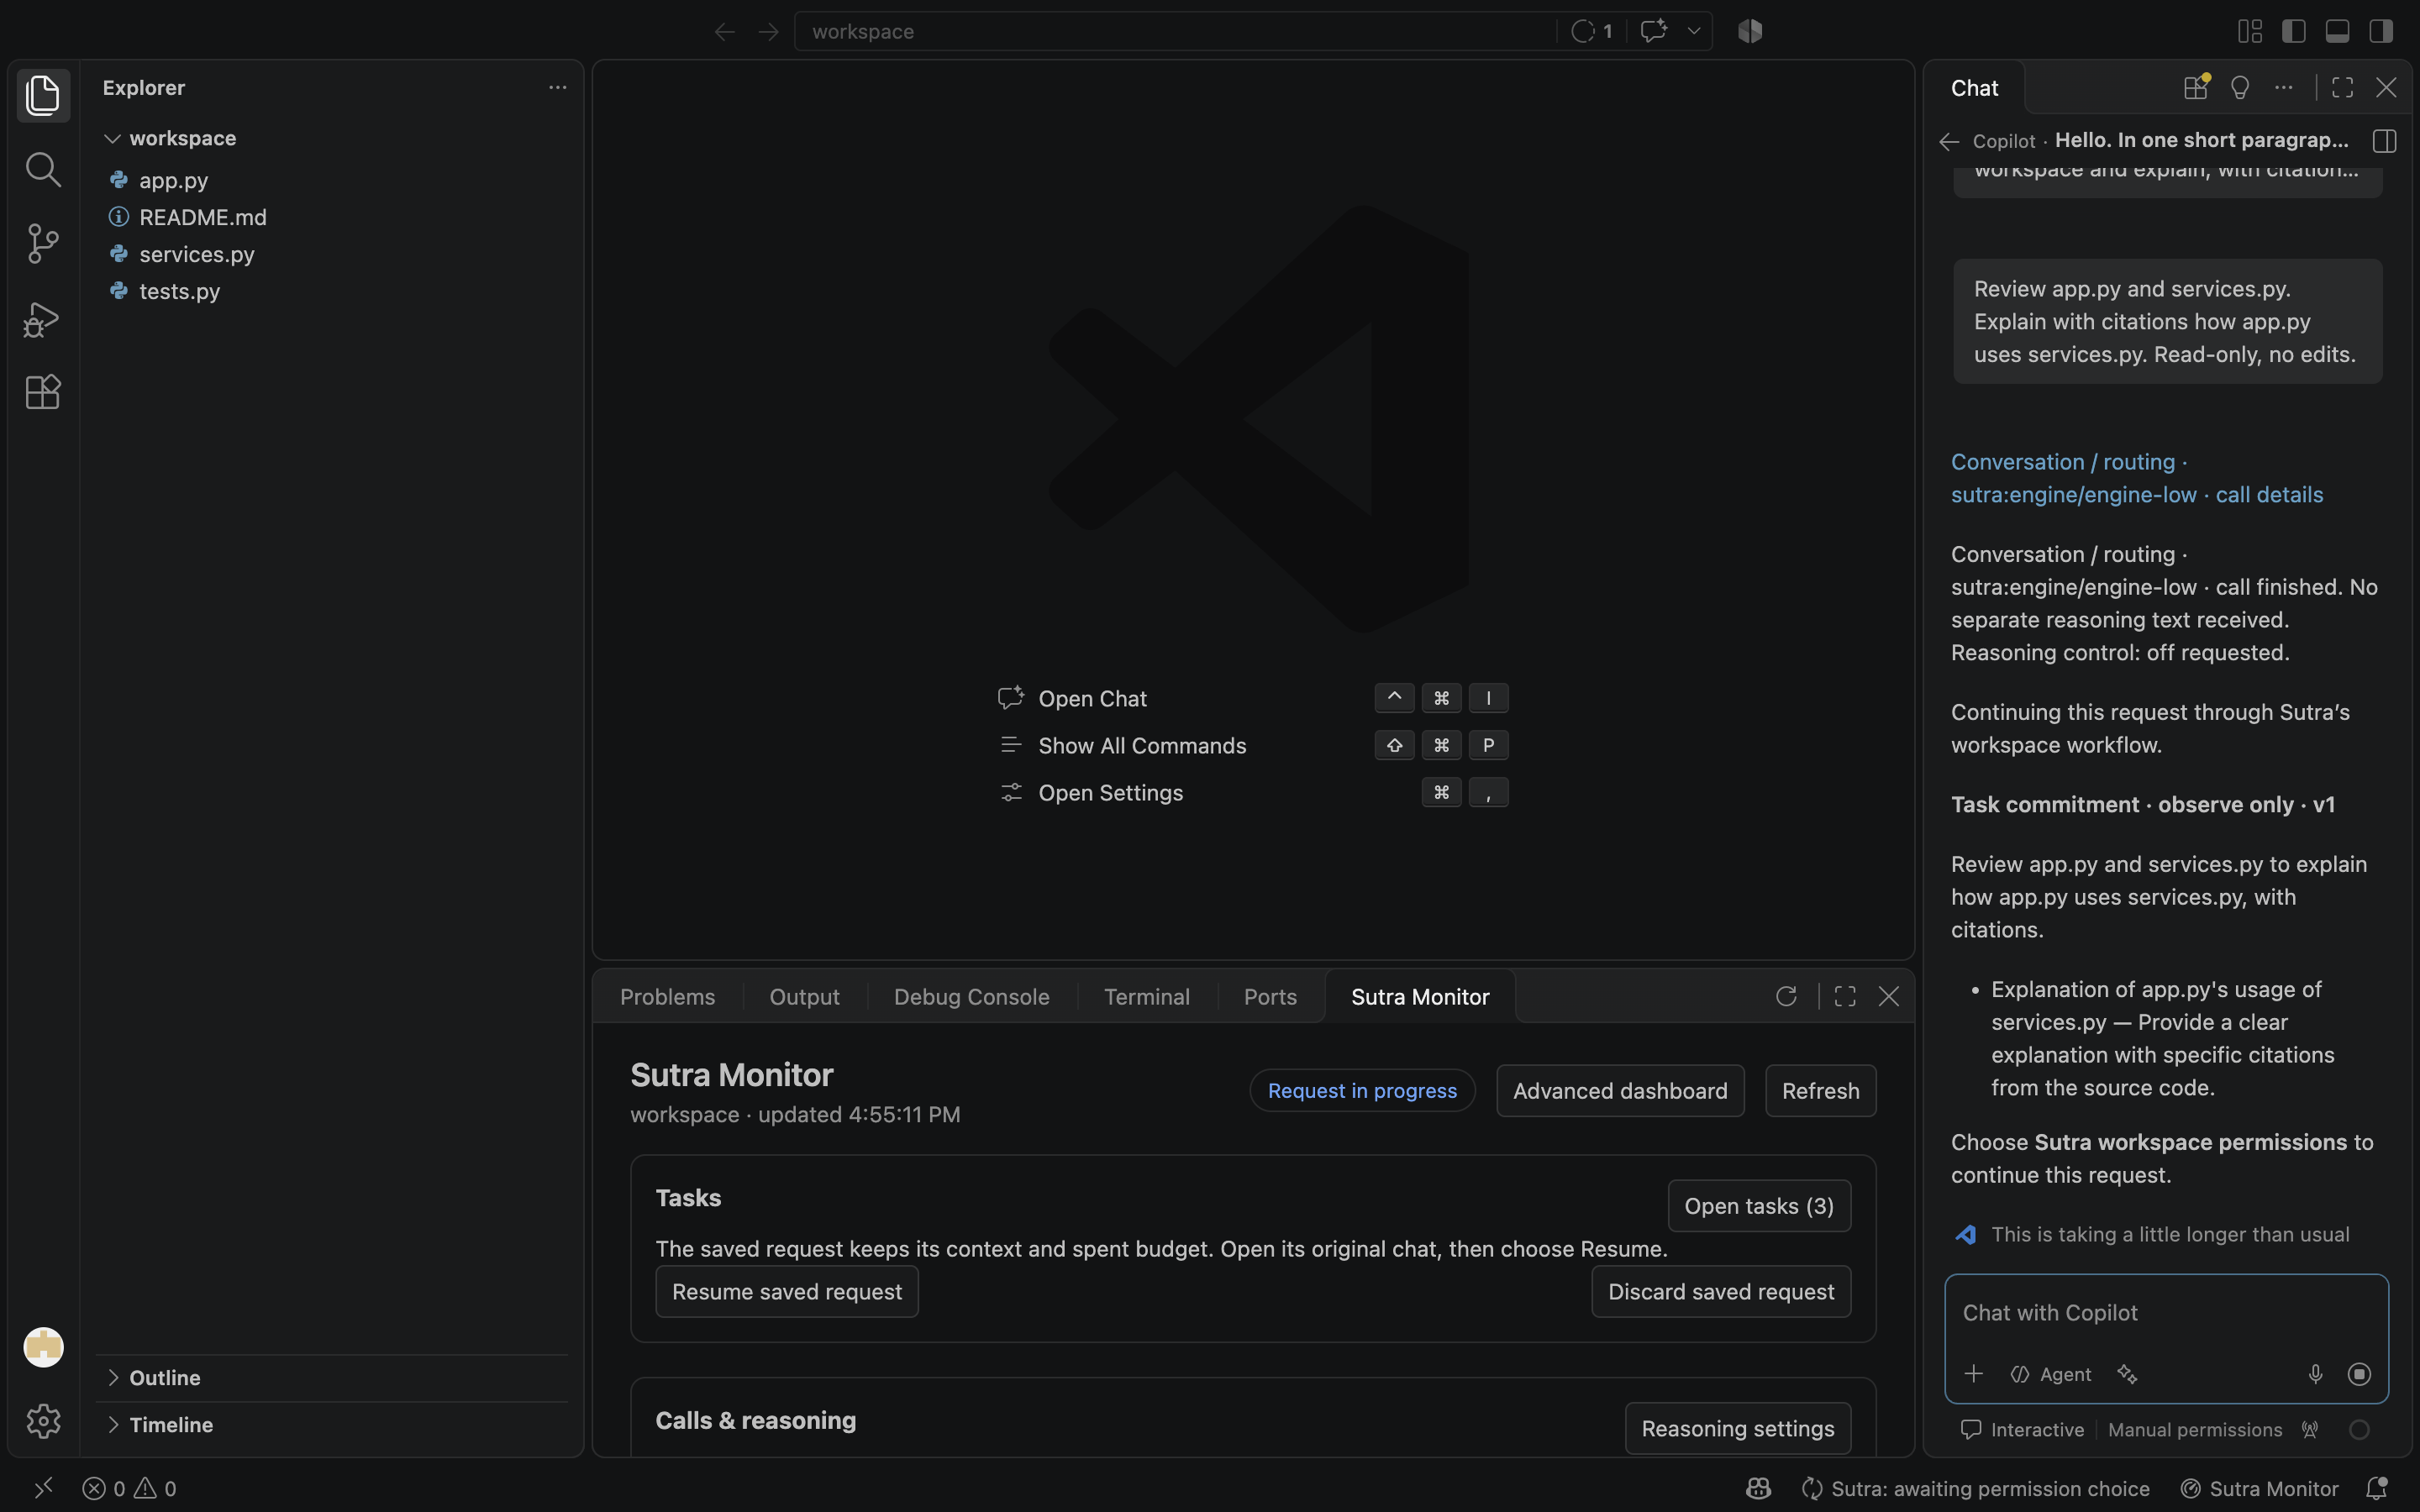 workspace
1
Explorer
workspace
app.py
README.md
services.py
tests.py
Outline
Timeline
Open Chat ^ ⌘ I
Show All Commands ⇧ ⌘ P
Open Settings ⌘ ,
Problems Output Debug Console Terminal Ports Sutra Monitor
Sutra Monitor
workspace · updated 4:55:11 PM
Request in progress Advanced dashboard Refresh
Tasks
Open tasks (3)
The saved request keeps its context and spent budget. Open its original chat, then choose Resume.
Resume saved request Discard saved request
Calls & reasoning
Reasoning settings
Chat
Copilot · Hello. In one short paragrap...
workspace and explain, with citation...
Review app.py and services.py.
Explain with citations how app.py
uses services.py. Read-only, no edits.
Conversation / routing ·
sutra:engine/engine-low · call details
Conversation / routing ·
sutra:engine/engine-low · call finished. No
separate reasoning text received.
Reasoning control: off requested.
Continuing this request through Sutra’s
workspace workflow.
Task commitment · observe only · v1
Review app.py and services.py to explain
how app.py uses services.py, with
citations.
• Explanation of app.py's usage of
services.py — Provide a clear
explanation with specific citations
from the source code.
Choose Sutra workspace permissions to
continue this request.
This is taking a little longer than usual
Chat with Copilot
Agent
Interactive Manual permissions
0 0
Sutra: awaiting permission choice Sutra Monitor